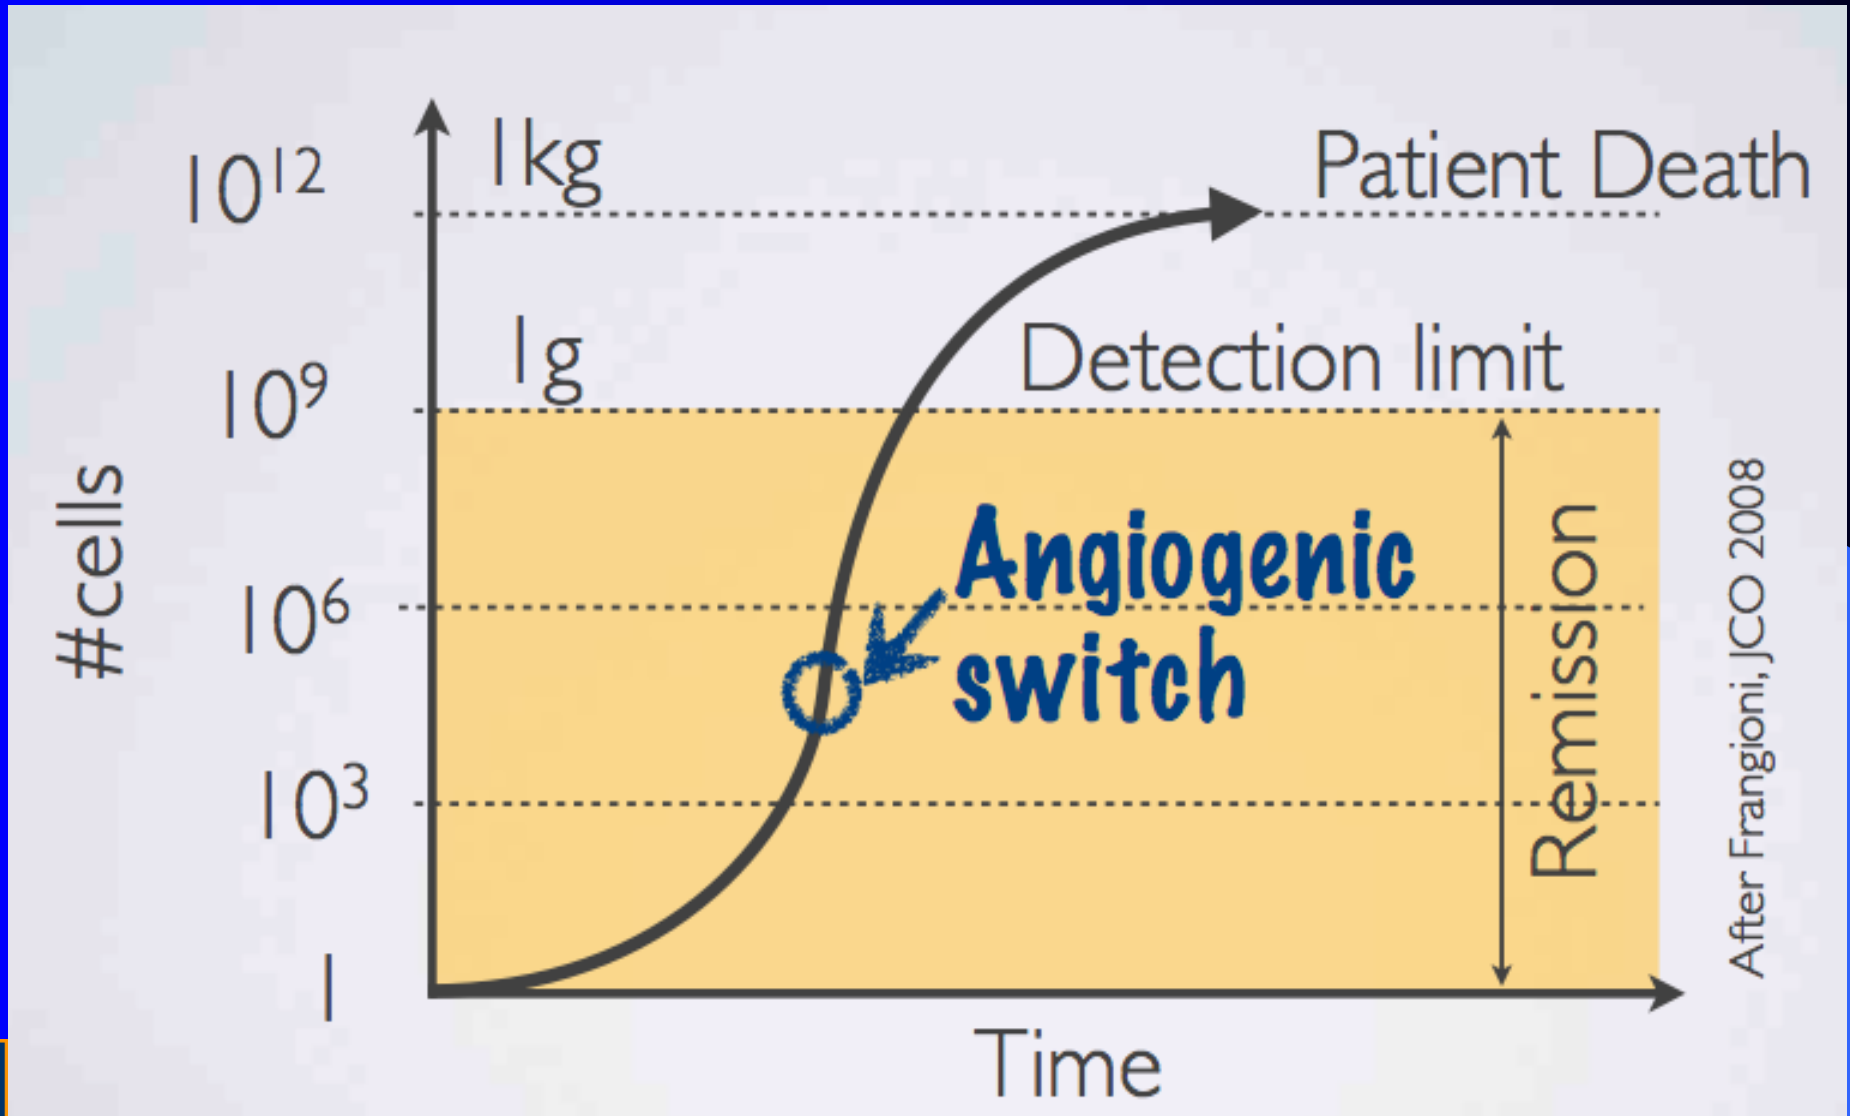 10¹²
1kg
Patient Death
1g
Detection limit
10⁹
#cells
Angiogenic
switch
10⁶
10³
1
Remission
Time
After Frangioni, JCO 2008